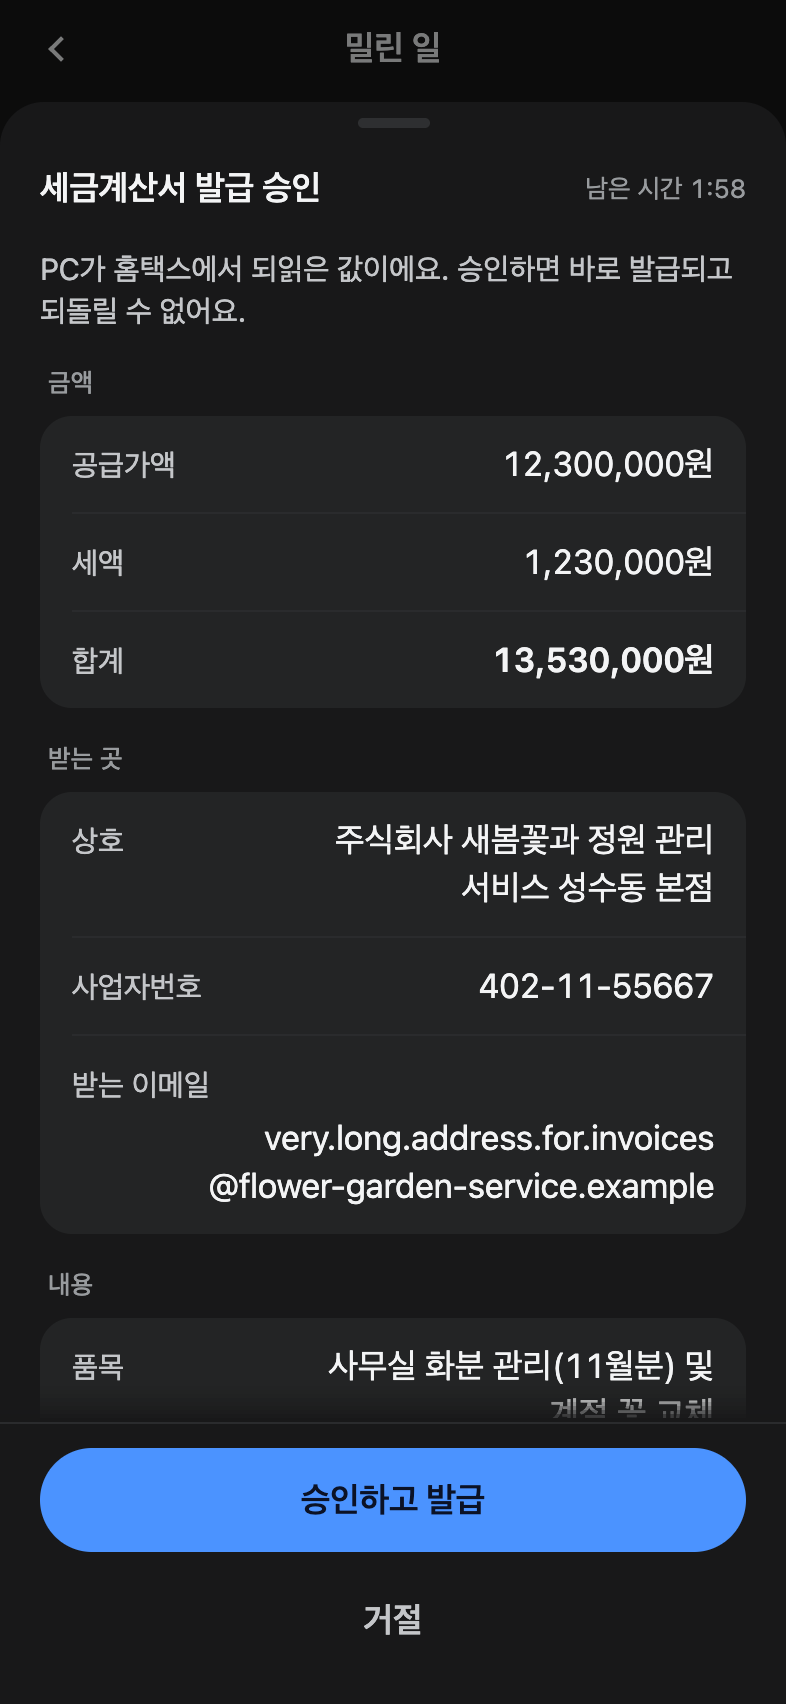 밀린 일
세금계산서 발급 승인
남은 시간 1:58
PC가 홈택스에서 되읽은 값이에요. 승인하면 바로 발급되고
되돌릴 수 없어요.
금액
공급가액 12,300,000원
세액 1,230,000원
합계 13,530,000원
받는 곳
상호 주식회사 새봄꽃과 정원 관리
서비스 성수동 본점
사업자번호 402-11-55667
받는 이메일
very.long.address.for.invoices
@flower-garden-service.example
내용
품목 사무실 화분 관리(11월분) 및
계절 꽃 교체
승인하고 발급
거절